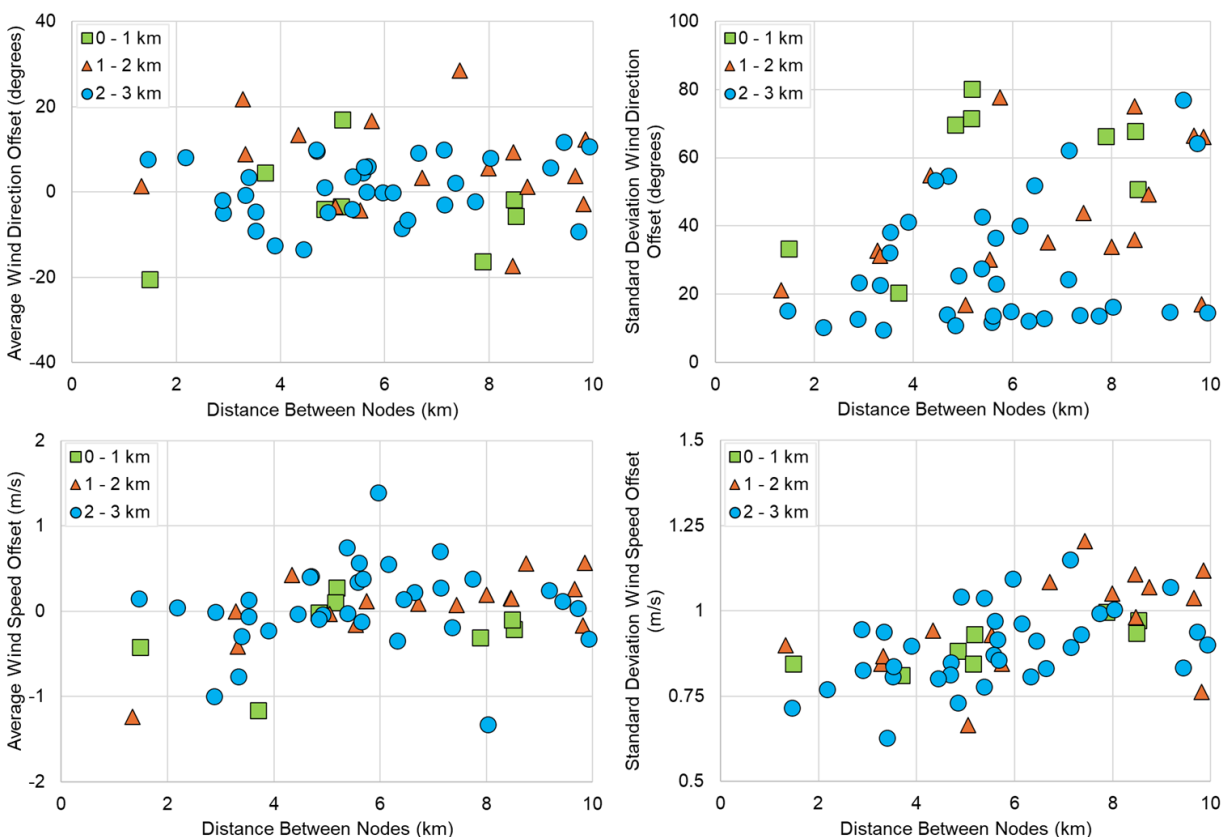 Average Wind Direction Offset (degrees)
40
20
0
-20
-40
0 - 1 km
1 - 2 km
2 - 3 km
0 2 4 6 8 10
Distance Between Nodes (km)
Standard Deviation Wind Direction
Offset (degrees)
100
80
60
40
20
0
0 - 1 km
1 - 2 km
2 - 3 km
0 2 4 6 8 10
Distance Between Nodes (km)
Average Wind Speed Offset (m/s)
2
1
0
-1
-2
0 - 1 km
1 - 2 km
2 - 3 km
0 2 4 6 8 10
Distance Between Nodes (km)
Standard Deviation Wind Speed Offset
(m/s)
1.5
1.25
1
0.75
0.5
0 - 1 km
1 - 2 km
2 - 3 km
0 2 4 6 8 10
Distance Between Nodes (km)